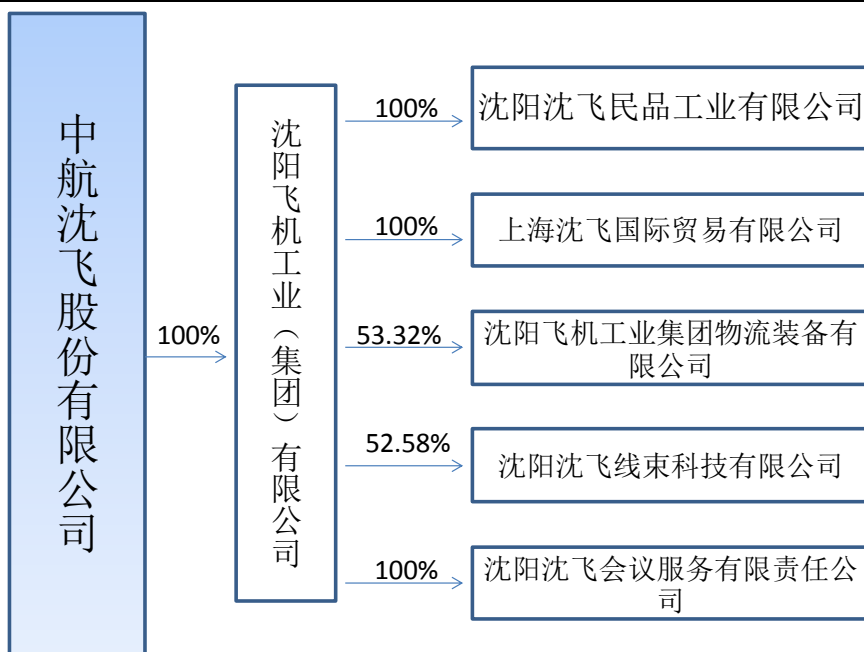 中航沈飞股份有限公司
100%
沈阳飞机工业（集团）有限公司
100%
沈阳沈飞民品工业有限公司
100%
上海沈飞国际贸易有限公司
53.32%
沈阳飞机工业集团物流装备有
限公司
52.58%
沈阳沈飞线束科技有限公司
100%
沈阳沈飞会议服务有限责任公
司